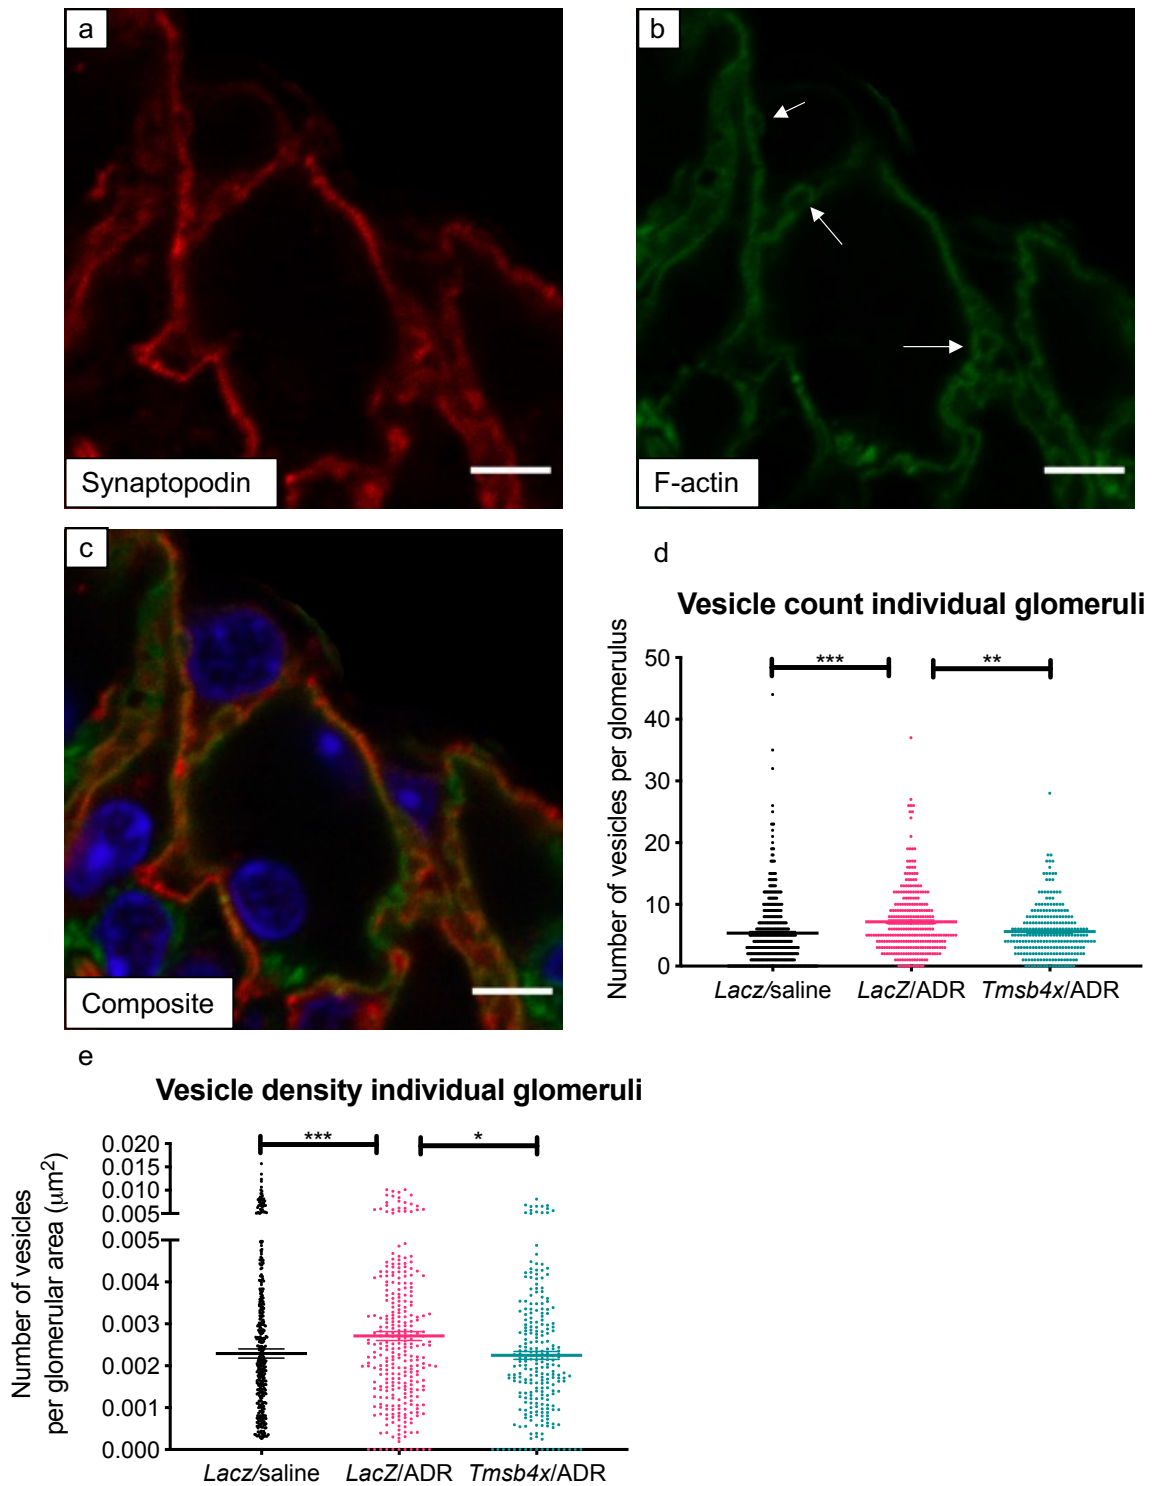 a
b
Synaptopodin
F-actin
c
Composite
d
Vesicle count individual glomeruli
Number of vesicles per glomerulus
50
40
30
20
10
0
***
**
Lacz/saline
LacZ/ADR
Tmsb4x/ADR
e
Vesicle density individual glomeruli
Number of vesicles
per glomerular area (μm²)
0.020
0.015
0.010
0.005
0.005
0.004
0.003
0.002
0.001
0.000
***
*
Lacz/saline
LacZ/ADR
Tmsb4x/ADR